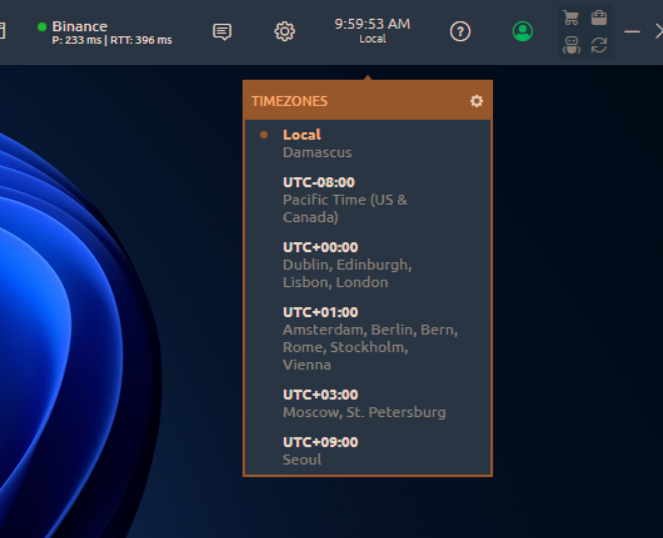 Binance
P: 233 ms | RTT: 396 ms
9:59:53 AM
Local
TIMEZONES
Local
Damascus
UTC-08:00
Pacific Time (US &
Canada)
UTC+00:00
Dublin, Edinburgh,
Lisbon, London
UTC+01:00
Amsterdam, Berlin, Bern,
Rome, Stockholm,
Vienna
UTC+03:00
Moscow, St. Petersburg
UTC+09:00
Seoul